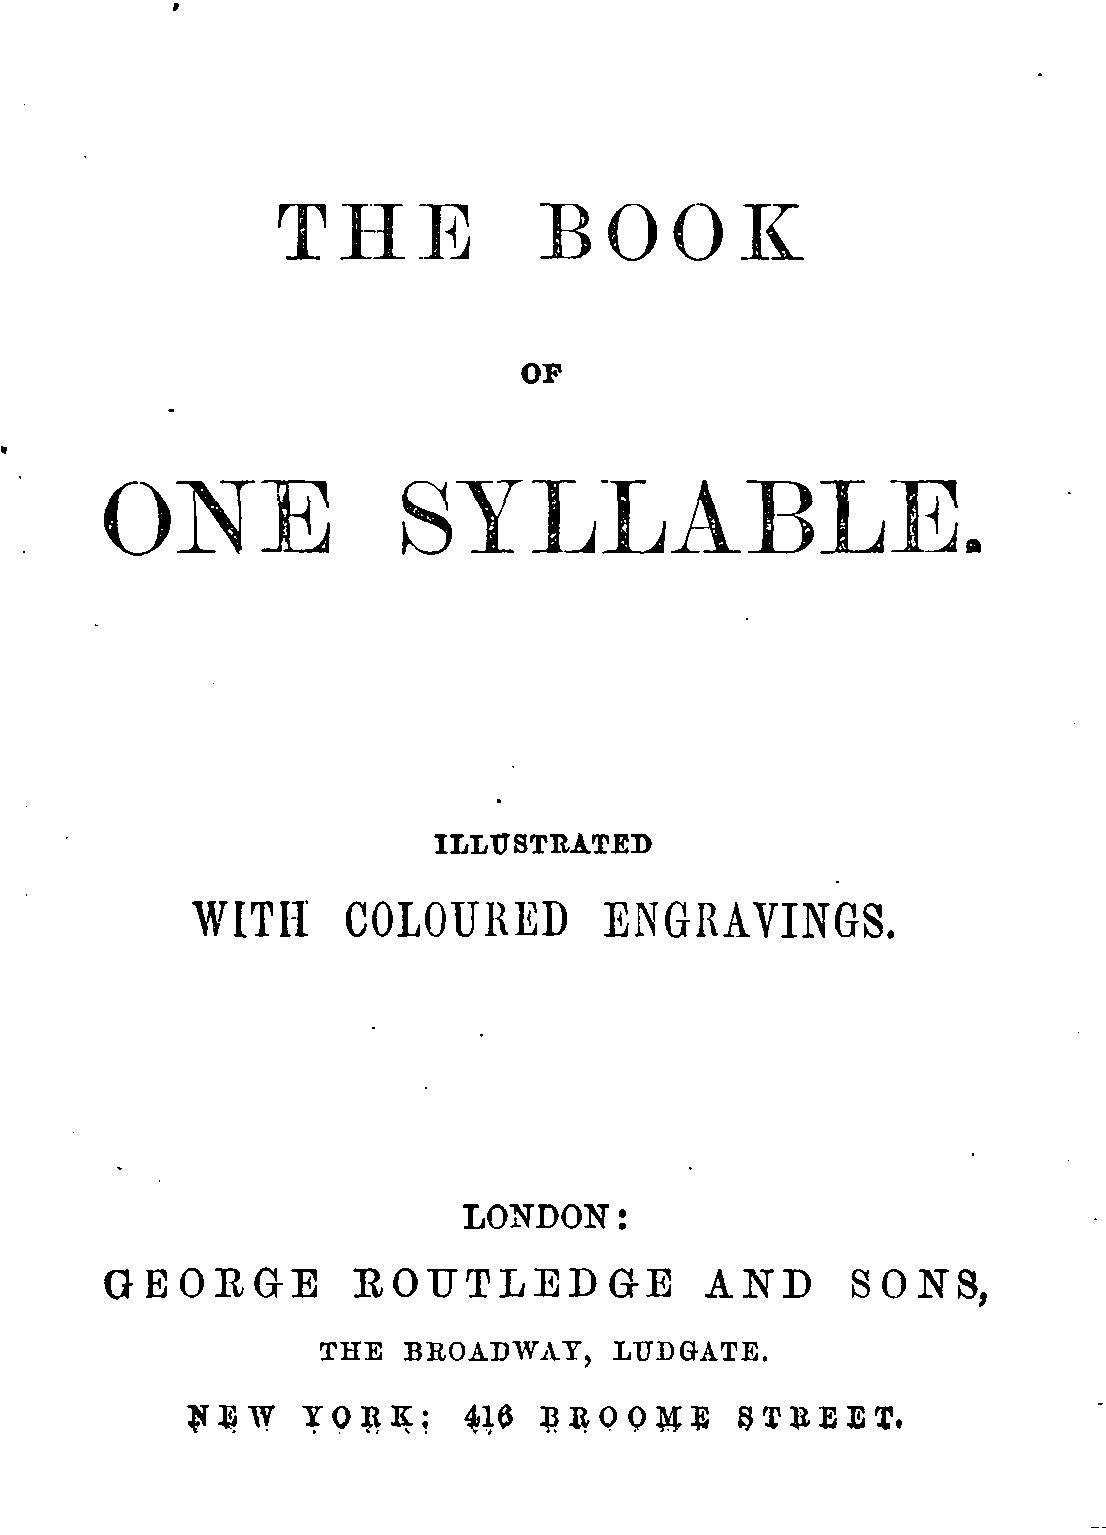 THE BOOK
OF
ONE SYLLABLE.
ILLUSTRATED
WITH COLOURED ENGRAVINGS.
LONDON:
GEORGE ROUTLEDGE AND SONS,
THE BROADWAY, LUDGATE.
NEW YORK: 416 BROOME STREET.